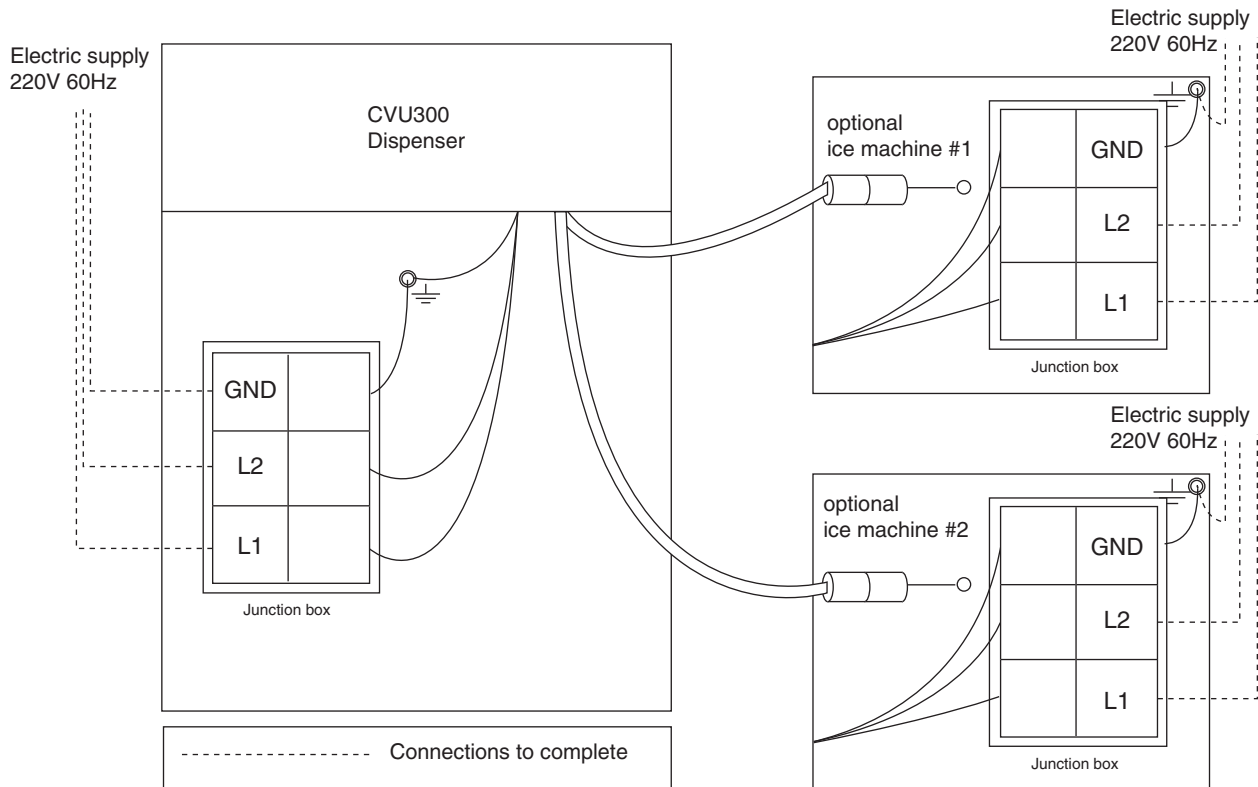 Electric supply
220V 60Hz
CVU300
Dispenser
GND
L2
L1
Junction box
Connections to complete
Electric supply
220V 60Hz
optional
ice machine #1
GND
L2
L1
Junction box
Electric supply
220V 60Hz
optional
ice machine #2
GND
L2
L1
Junction box